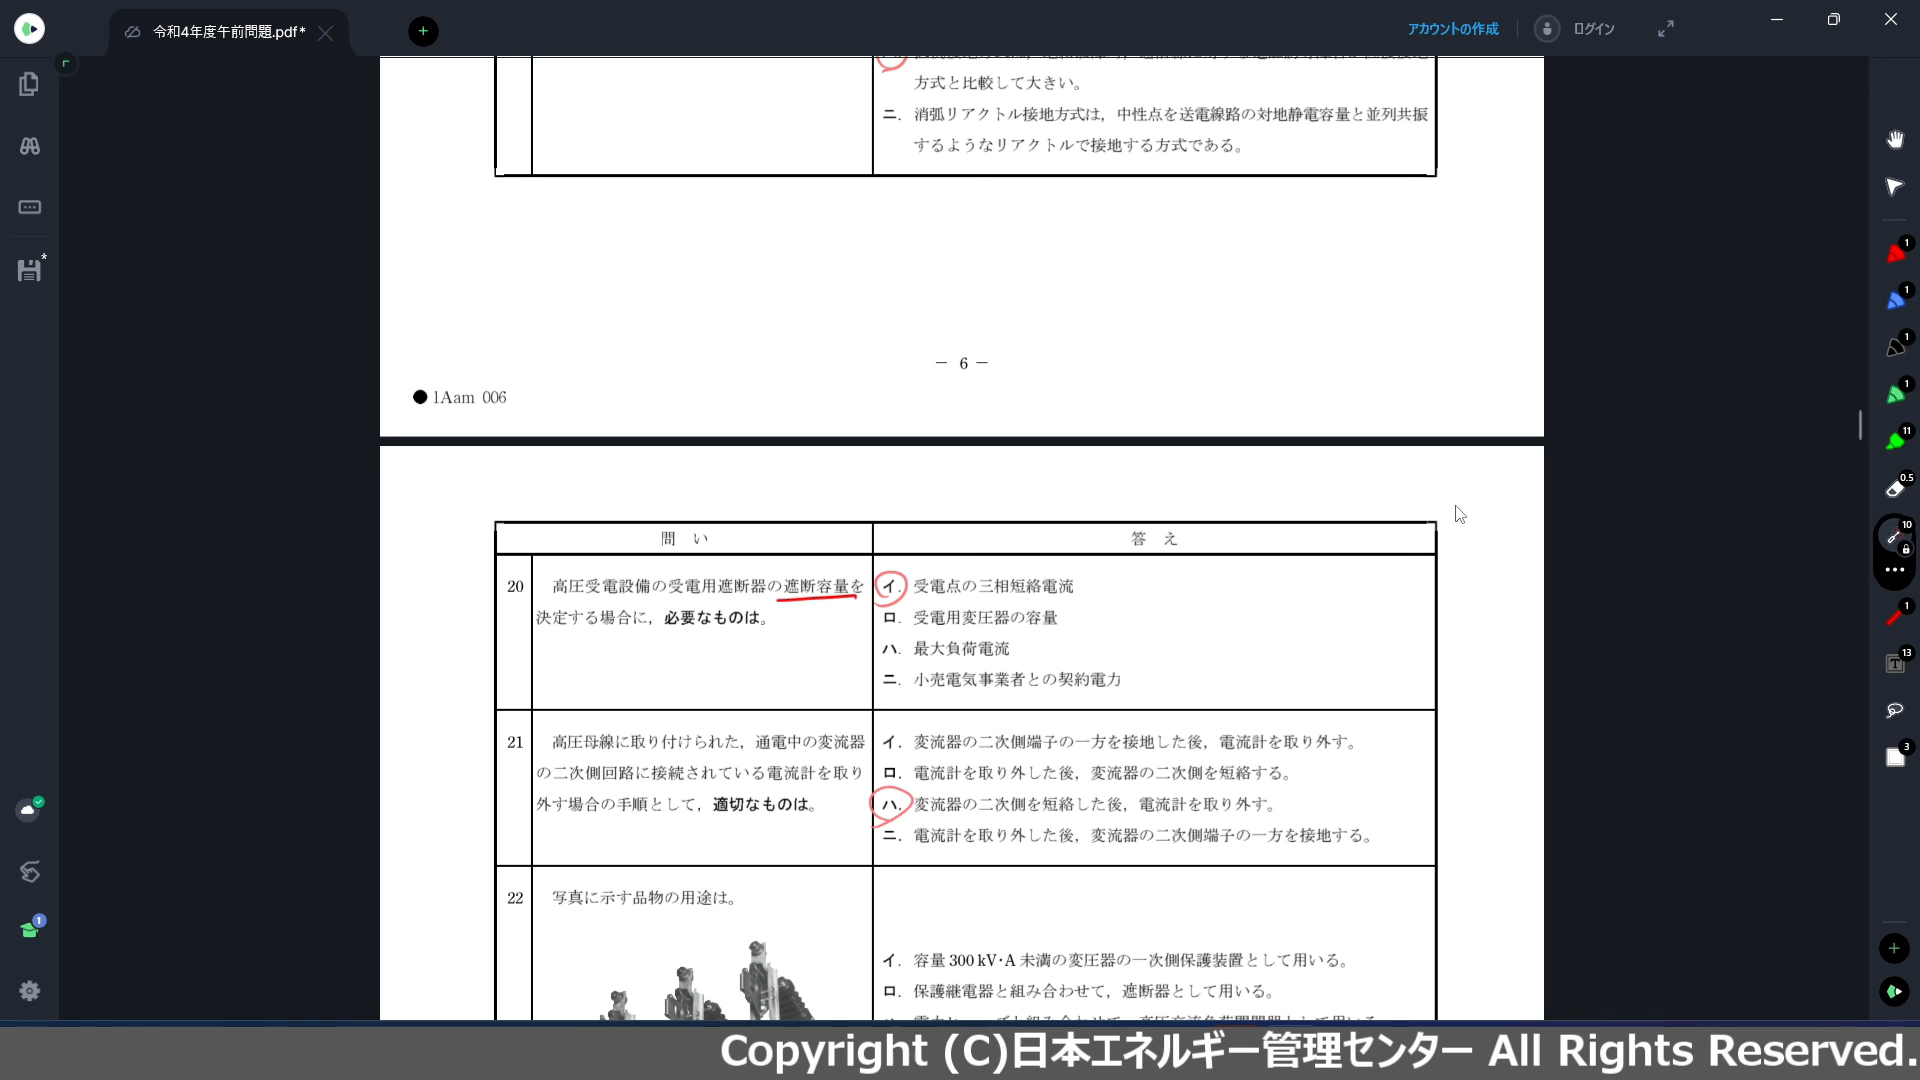 令和4年度午前問題.pdf*
アカウントの作成
ログイン
方式と比較して大きい。
ニ. 消弧リアクトル接地方式は，中性点を送電線路の対地静電容量と並列共振
するようなリアクトルで接地する方式である。
― 6 ―
● 1Aam 006
問 い
答 え
20
高圧受電設備の受電用遮断器の遮断容量を
決定する場合に，必要なものは。
イ. 受電点の三相短絡電流
ロ. 受電用変圧器の容量
ハ. 最大負荷電流
ニ. 小売電気事業者との契約電力
21
高圧母線に取り付けられた，通電中の変流器
の二次側回路に接続されている電流計を取り
外す場合の手順として，適切なものは。
イ. 変流器の二次側端子の一方を接地した後，電流計を取り外す。
ロ. 電流計を取り外した後，変流器の二次側を短絡する。
ハ. 変流器の二次側を短絡した後，電流計を取り外す。
ニ. 電流計を取り外した後，変流器の二次側端子の一方を接地する。
22
写真に示す品物の用途は。
イ. 容量 300 kV･A 未満の変圧器の一次側保護装置として用いる。
ロ. 保護継電器と組み合わせて，遮断器として用いる。
1
1
1
1
11
0.5
10
1
13
3
1
Copyright (C)日本エネルギー管理センター All Rights Reserved.